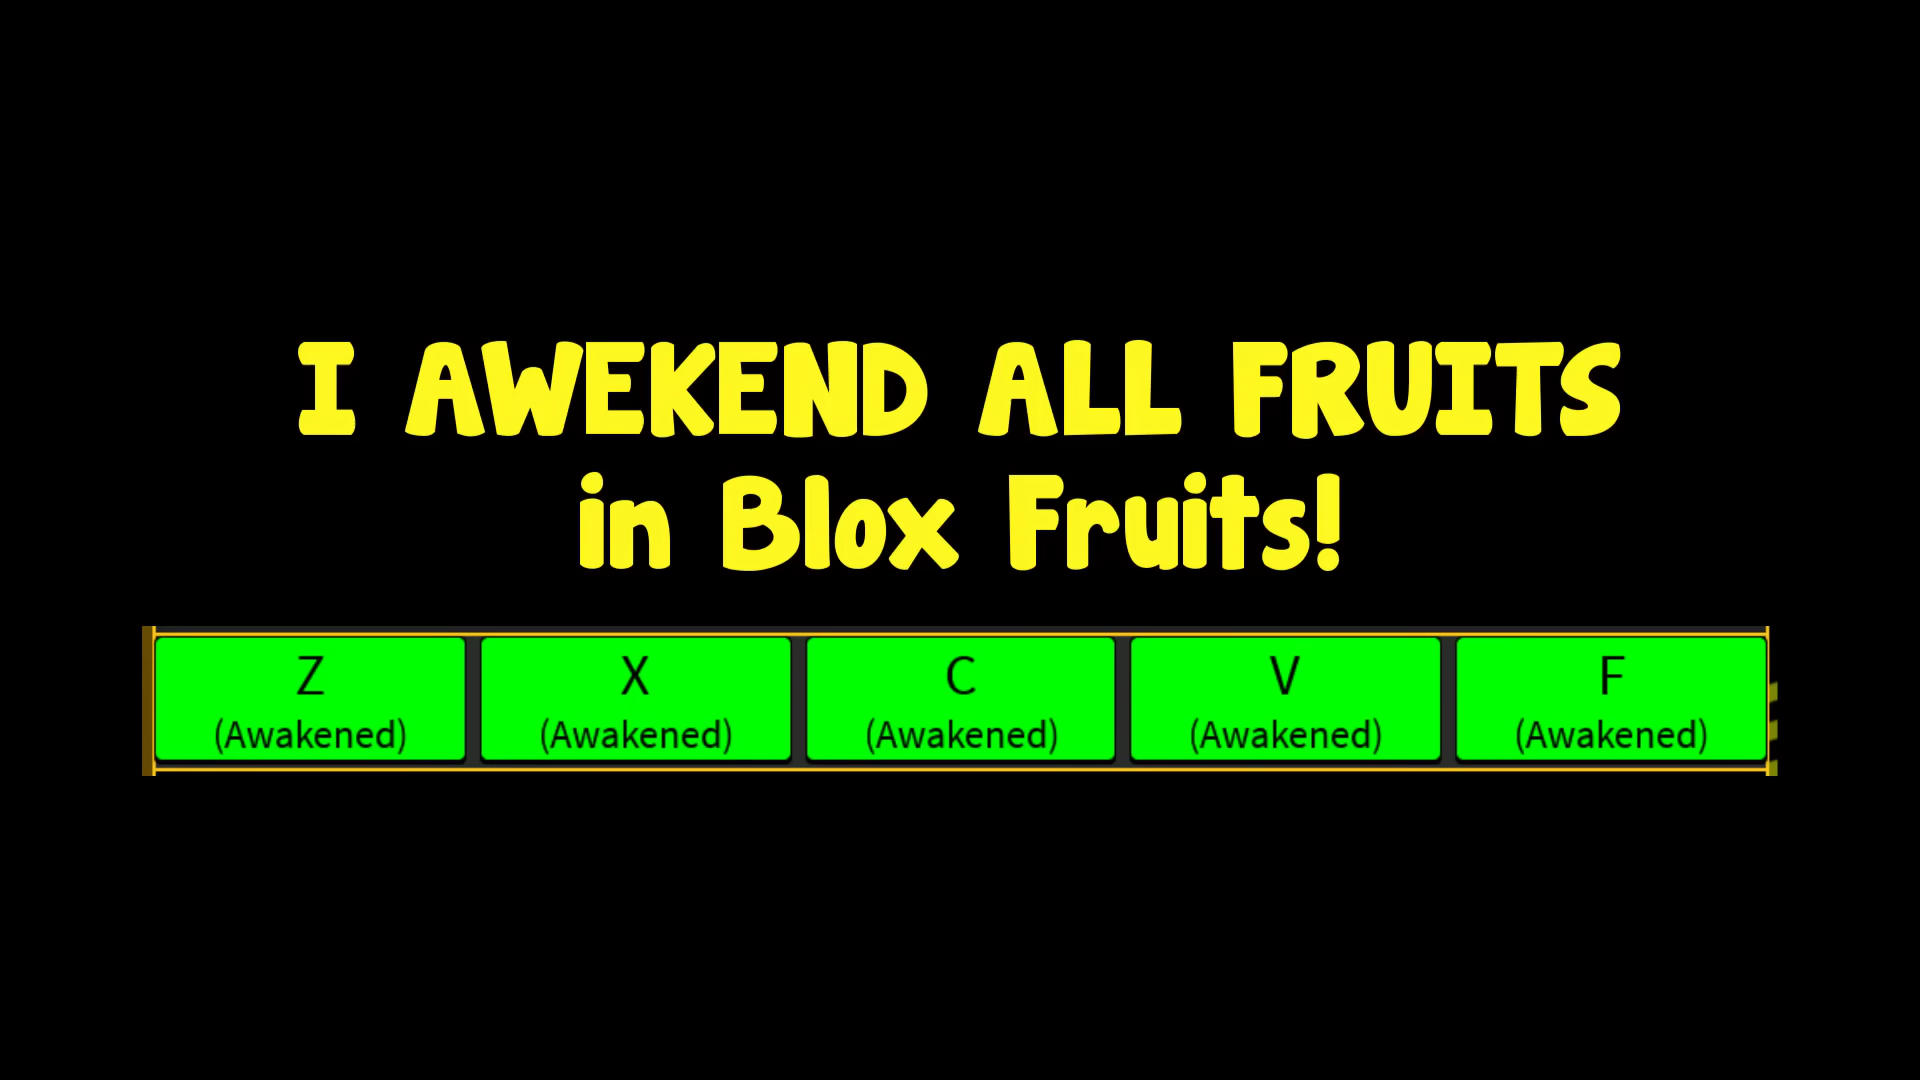 I AWEKEND ALL FRUITS
in Blox Fruits!
Z X C V F
(Awakened) (Awakened) (Awakened) (Awakened) (Awakened)